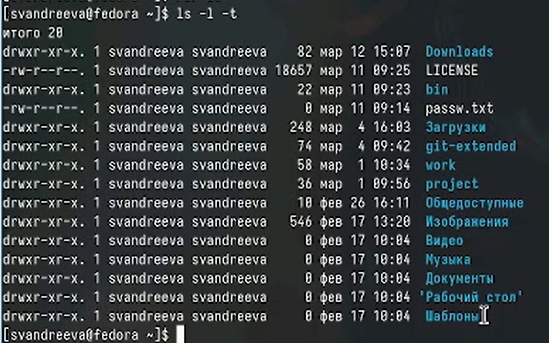 [svandreeva@fedora ~]$ ls -l -t
итого 20
drwxr-xr-x. 1 svandreeva svandreeva 82 мар 12 15:07 Downloads
-rw-r--r--. 1 svandreeva svandreeva 18657 мар 11 09:25 LICENSE
drwxr-xr-x. 1 svandreeva svandreeva 22 мар 11 09:23 bin
-rw-r--r--. 1 svandreeva svandreeva 0 мар 11 09:14 passw.txt
drwxr-xr-x. 1 svandreeva svandreeva 248 мар 4 16:03 Загрузки
drwxr-xr-x. 1 svandreeva svandreeva 74 мар 4 09:42 git-extended
drwxr-xr-x. 1 svandreeva svandreeva 58 мар 1 10:34 work
drwxr-xr-x. 1 svandreeva svandreeva 36 мар 1 09:56 project
drwxr-xr-x. 1 svandreeva svandreeva 10 фев 26 16:11 Общедоступные
drwxr-xr-x. 1 svandreeva svandreeva 546 фев 17 13:20 Изображения
drwxr-xr-x. 1 svandreeva svandreeva 0 фев 17 10:04 Видео
drwxr-xr-x. 1 svandreeva svandreeva 0 фев 17 10:04 Музыка
drwxr-xr-x. 1 svandreeva svandreeva 0 фев 17 10:04 Документы
drwxr-xr-x. 1 svandreeva svandreeva 0 фев 17 10:04 'Рабочий стол'
drwxr-xr-x. 1 svandreeva svandreeva 0 фев 17 10:04 Шаблоны
[svandreeva@fedora ~]$